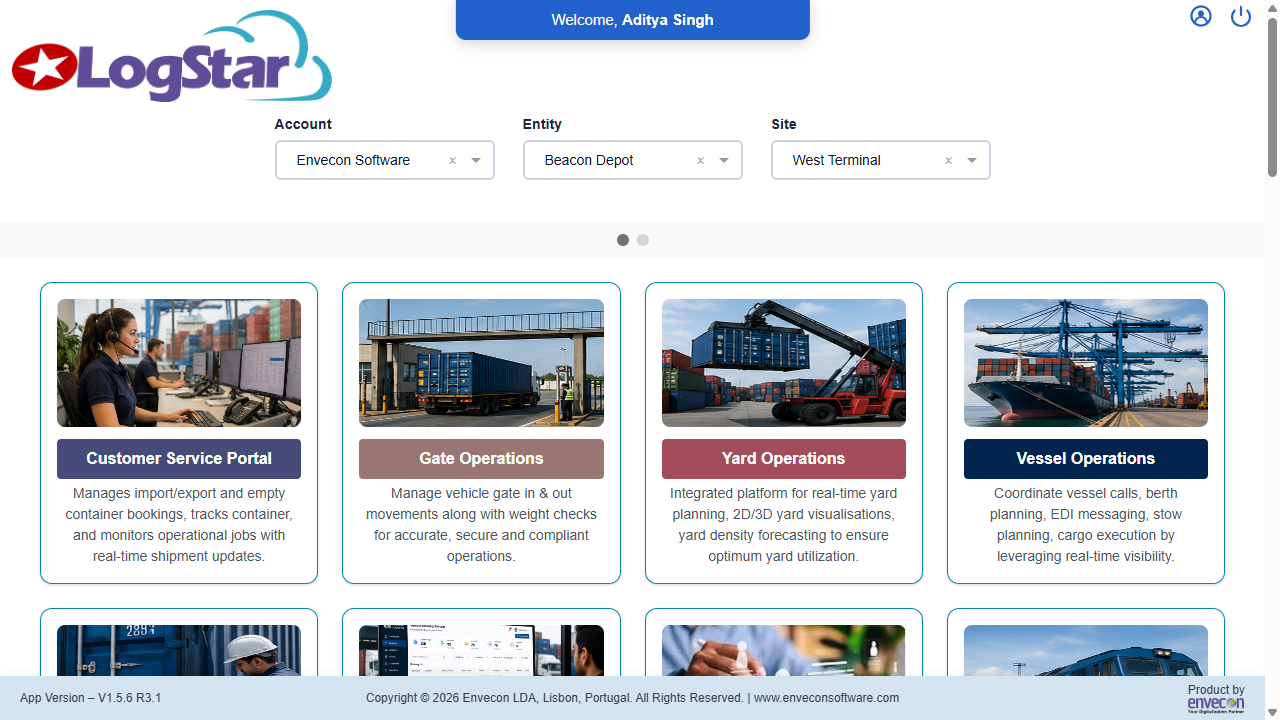 Welcome, Aditya Singh
LogStar
Account
Entity
Site
Envecon Software ×
Beacon Depot ×
West Terminal ×
Customer Service Portal
Manages import/export and empty
container bookings, tracks container,
and monitors operational jobs with
real-time shipment updates.
Gate Operations
Manage vehicle gate in & out
movements along with weight checks
for accurate, secure and compliant
operations.
Yard Operations
Integrated platform for real-time yard
planning, 2D/3D yard visualisations,
yard density forecasting to ensure
optimum yard utilization.
Vessel Operations
Coordinate vessel calls, berth
planning, EDI messaging, stow
planning, cargo execution by
leveraging real-time visibility.
App Version – V1.5.6 R3.1
Copyright © 2026 Envecon LDA, Lisbon, Portugal. All Rights Reserved. | www.enveconsoftware.com
Product by
envecon
Your Digitalization Partner